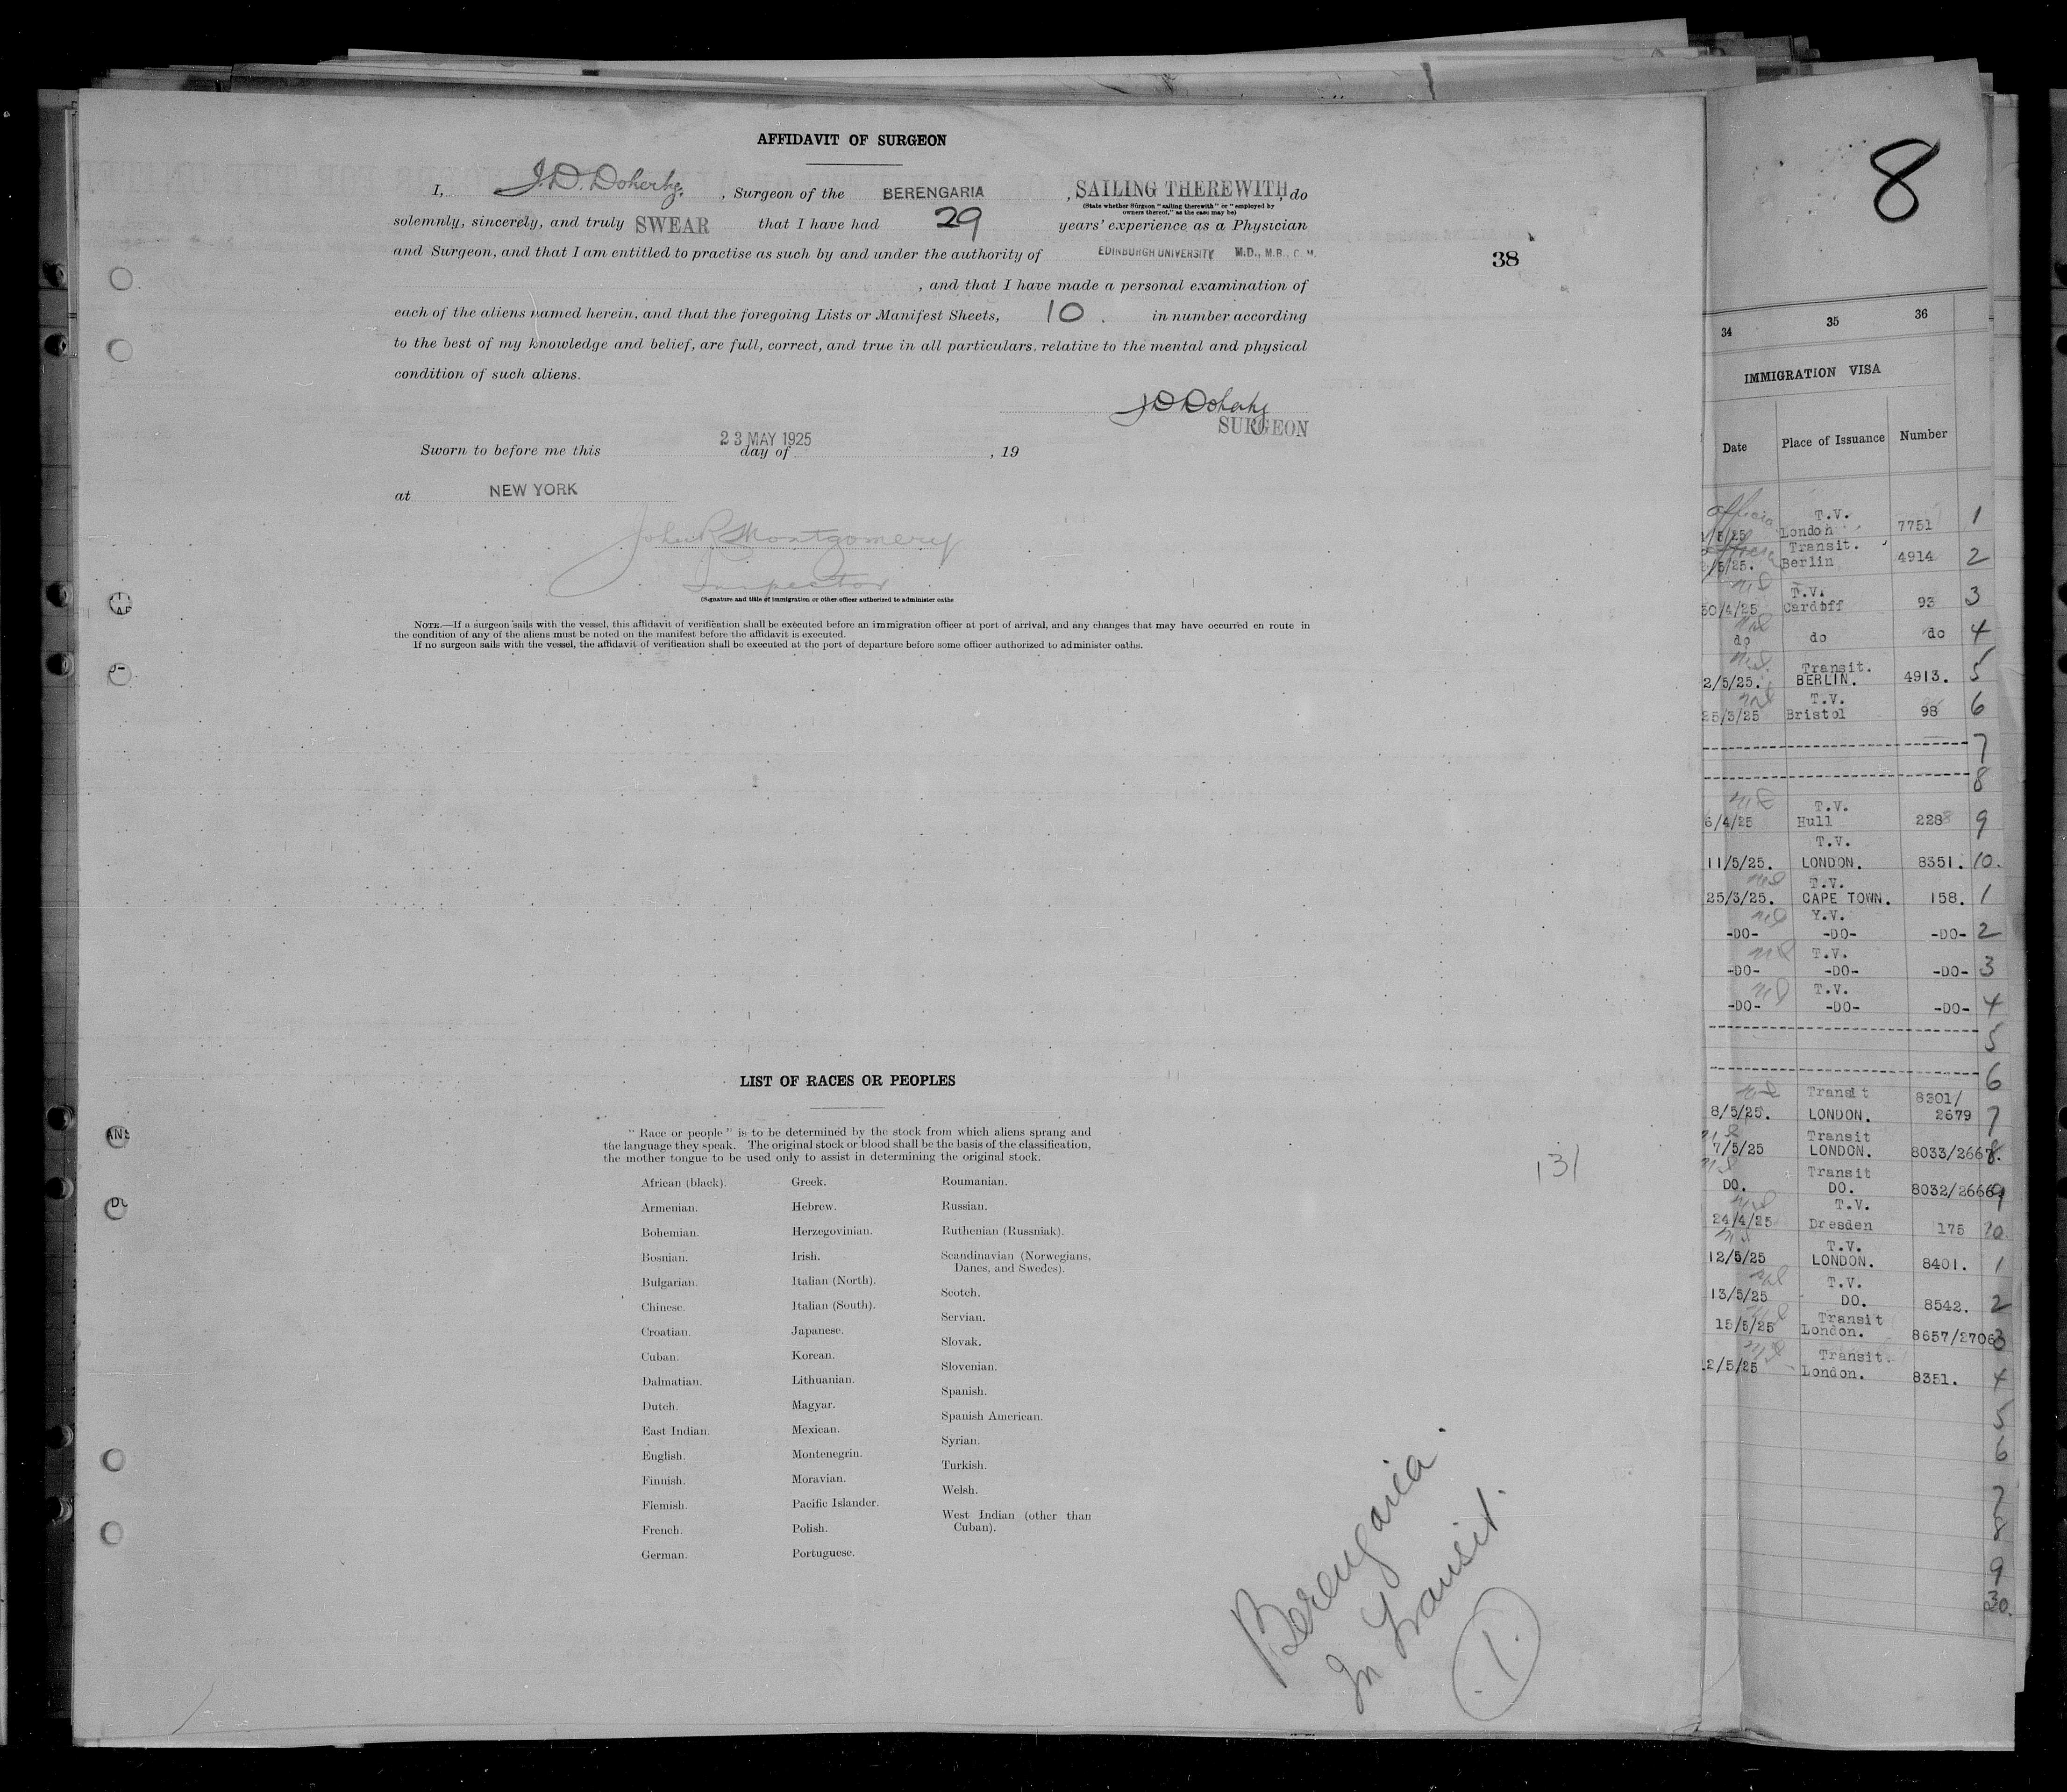 AFFIDAVIT OF SURGEON
I, J. D. Doherty, , Surgeon of the BERENGARIA , SAILING THEREWITH, do
(State whether Surgeon "sailing therewith" or "employed by
owners thereof," as the case may be)
solemnly, sincerely, and truly SWEAR that I have had 29 years' experience as a Physician
and Surgeon, and that I am entitled to practise as such by and under the authority of EDINBURGH UNIVERSITY M.D., M.B., C. M.
, and that I have made a personal examination of
each of the aliens named herein, and that the foregoing Lists or Manifest Sheets, 10. in number according
to the best of my knowledge and belief, are full, correct, and true in all particulars, relative to the mental and physical
condition of such aliens.
J D Doherty
SURGEON
Sworn to before me this 23 MAY 1925 day of , 19
at NEW YORK
John R Montgomery
Inspector
(Signature and title of immigration or other officer authorized to administer oaths
NOTE.—If a surgeon sails with the vessel, this affidavit of verification shall be executed before an immigration officer at port of arrival, and any changes that may have occurred en route in
the condition of any of the aliens must be noted on the manifest before the affidavit is executed.
If no surgeon sails with the vessel, the affidavit of verification shall be executed at the port of departure before some officer authorized to administer oaths.
38
LIST OF RACES OR PEOPLES
"Race or people" is to be determined by the stock from which aliens sprang and
the language they speak. The original stock or blood shall be the basis of the classification,
the mother tongue to be used only to assist in determining the original stock.
African (black).
Armenian.
Bohemian.
Bosnian.
Bulgarian.
Chinese.
Croatian.
Cuban.
Dalmatian.
Dutch.
East Indian.
English.
Finnish.
Flemish.
French.
German.
Greek.
Hebrew.
Herzegovinian.
Irish.
Italian (North).
Italian (South).
Japanese.
Korean.
Lithuanian.
Magyar.
Mexican.
Montenegrin.
Moravian.
Pacific Islander.
Polish.
Portuguese.
Roumanian.
Russian.
Ruthenian (Russniak).
Scandinavian (Norwegians,
Danes, and Swedes).
Scotch.
Servian.
Slovak.
Slovenian.
Spanish.
Spanish American.
Syrian.
Turkish.
Welsh.
West Indian (other than
Cuban).
131
Berengaria.
In Transit.
1.
8
34 35 36
IMMIGRATION VISA
Date Place of Issuance Number
T.V.
/5/25 London 7751 1
Transit.
/5/25. Berlin 4914 2
T.V.
30/4/25 Cardiff 93 3
do do do 4
Transit.
2/5/25. BERLIN. 4913. 5
T.V.
25/3/25 Bristol 98 6
7
8
T.V.
6/4/25 Hull 228 9
T.V.
11/5/25. LONDON. 8351. 10.
T.V.
25/3/25. CAPE TOWN. 158. 1
Y.V.
-DO- -DO- -DO- 2
T.V.
-DO- -DO- -DO- 3
T.V.
-DO- -DO- -DO- 4
5
6
Transit 8301/
8/5/25. LONDON. 2679 7
Transit
7/5/25 LONDON. 8033/2667. 8
Transit
DO. DO. 8032/2666 9
T.V.
24/4/25 Dresden 175 20.
T.V.
12/5/25 LONDON. 8401. 1
T.V.
13/5/25 DO. 8542. 2
Transit
15/5/25 London. 8657/2706 3
Transit.
2/5/25 London. 8351. 4
5
6
7
8
9
30.